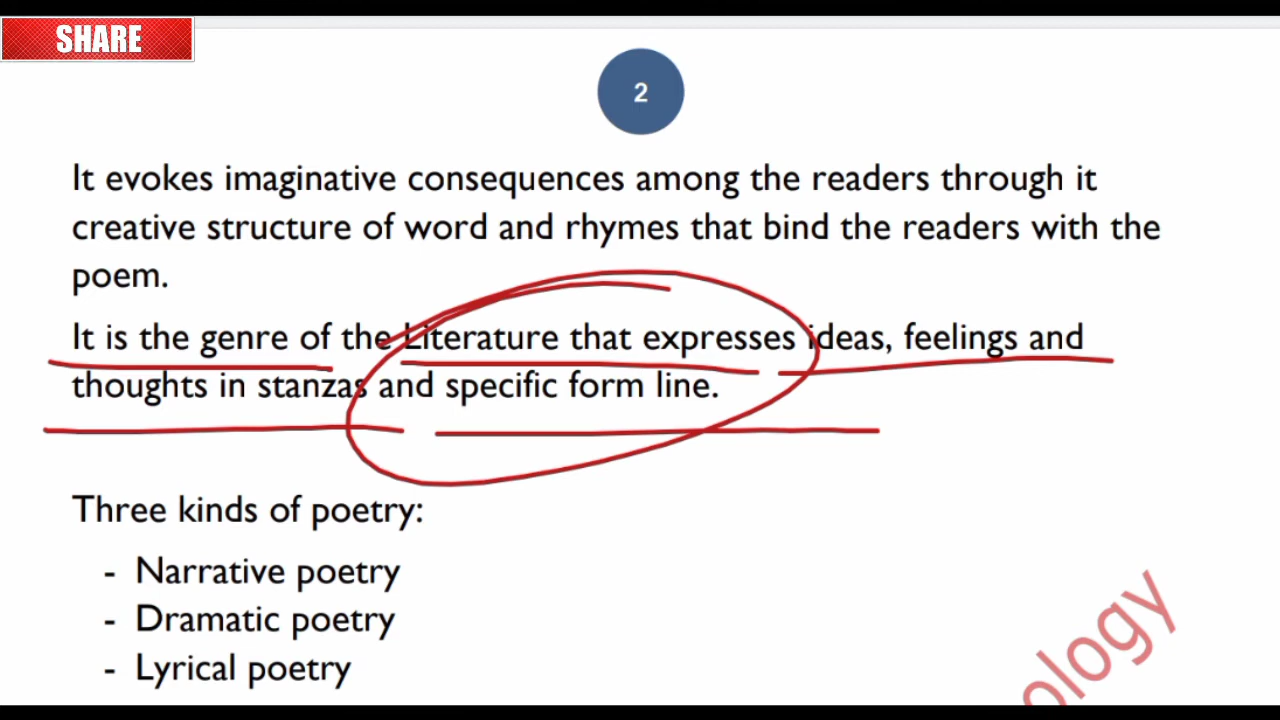 SHARE
2
It evokes imaginative consequences among the readers through it
creative structure of word and rhymes that bind the readers with the
poem.
It is the genre of the Literature that expresses ideas, feelings and
thoughts in stanzas and specific form line.
Three kinds of poetry:
- Narrative poetry
- Dramatic poetry
- Lyrical poetry
ology